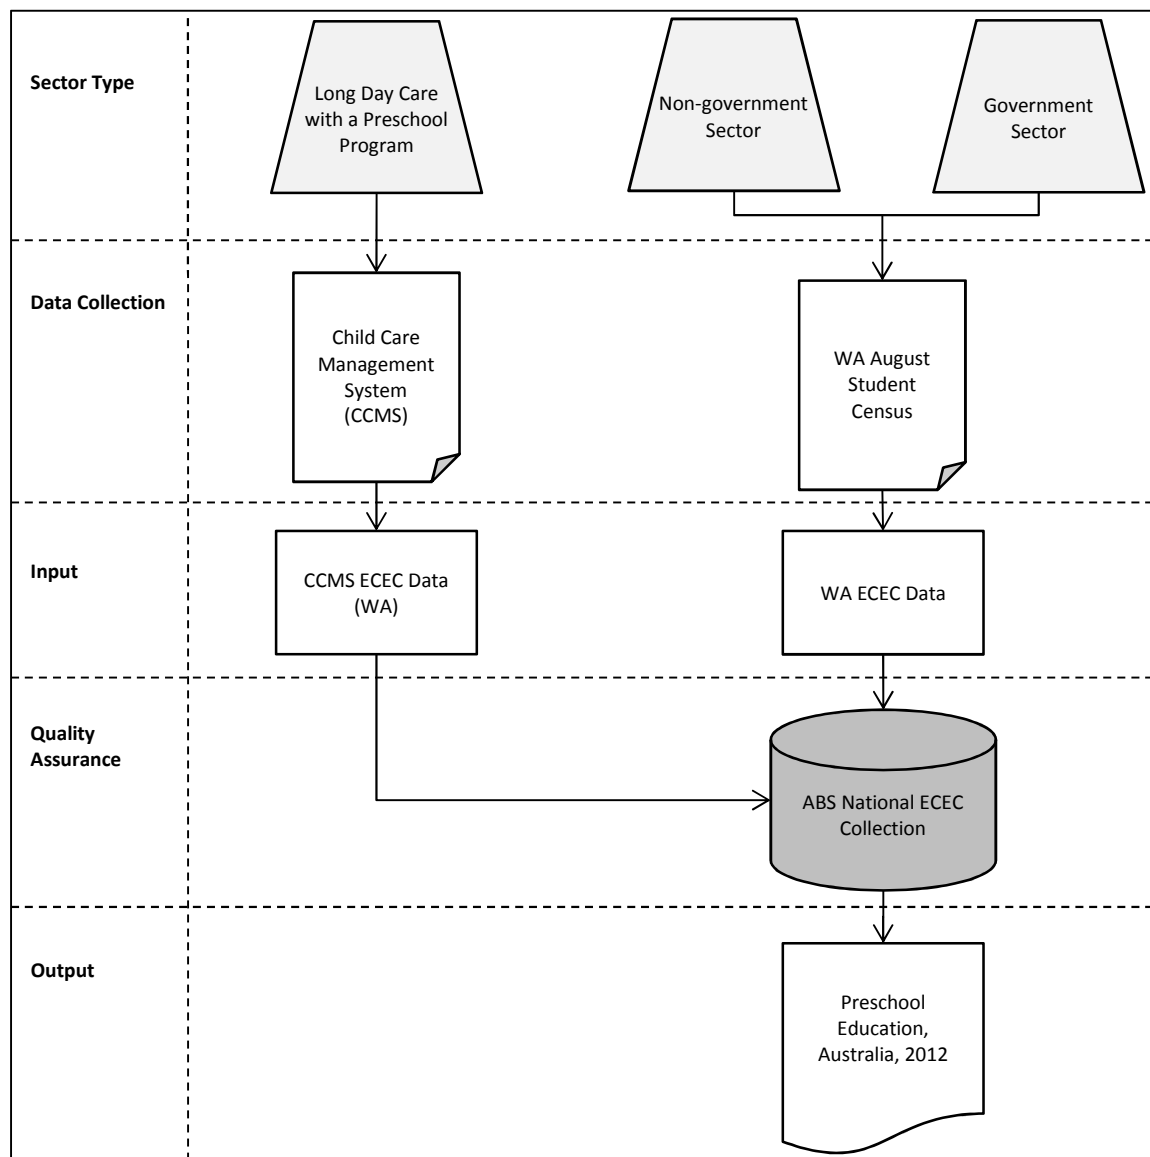 Sector Type
Long Day Care
with a Preschool
Program
Non-government
Sector
Government
Sector
Data Collection
Child Care
Management
System
(CCMS)
WA August
Student
Census
Input
CCMS ECEC Data
(WA)
WA ECEC Data
Quality
Assurance
ABS National ECEC
Collection
Output
Preschool
Education,
Australia, 2012